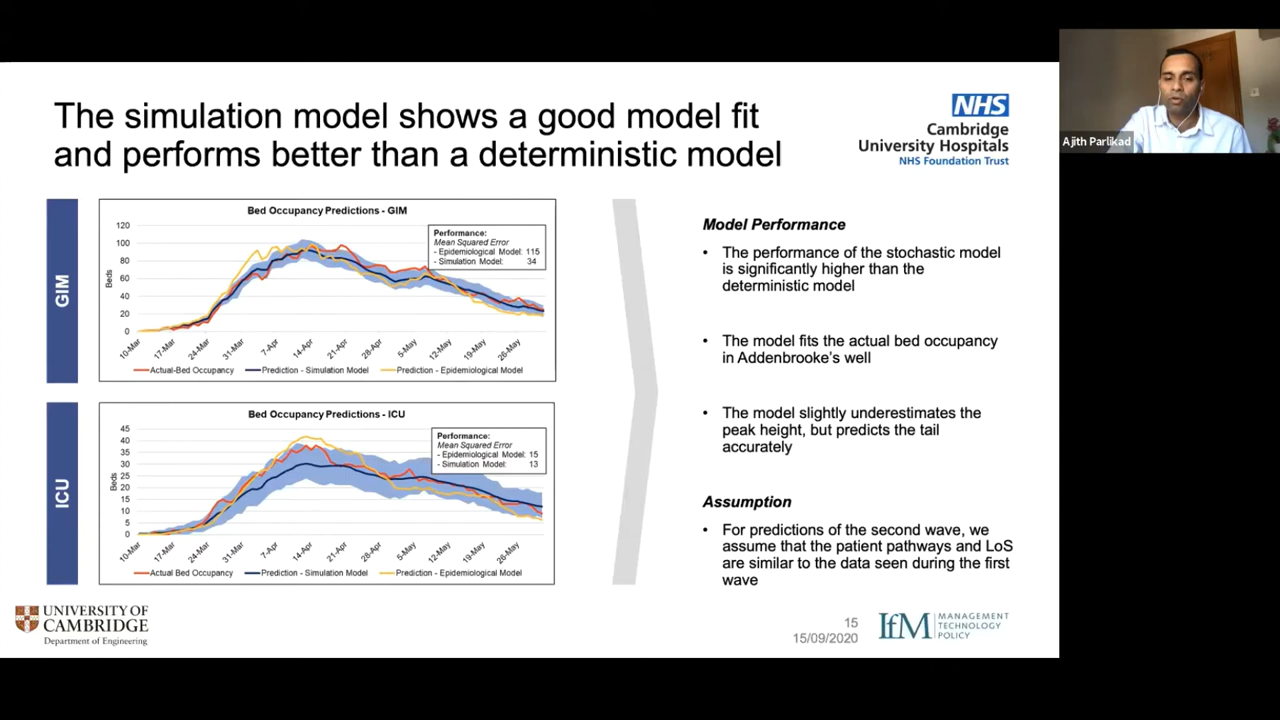 The simulation model shows a good model fit
and performs better than a deterministic model
NHS
Cambridge
University Hospitals
NHS Foundation Trust
Ajith Parlikad
GIM
Bed Occupancy Predictions - GIM
Beds
120
100
80
60
40
20
0
10-Mar
17-Mar
24-Mar
31-Mar
7-Apr
14-Apr
21-Apr
28-Apr
5-May
12-May
19-May
26-May
Performance:
Mean Squared Error
- Epidemiological Model: 115
- Simulation Model: 34
Actual-Bed Occupancy
Prediction - Simulation Model
Prediction - Epidemiological Model
ICU
Bed Occupancy Predictions - ICU
Beds
45
40
35
30
25
20
15
10
5
0
10-Mar
17-Mar
24-Mar
31-Mar
7-Apr
14-Apr
21-Apr
28-Apr
5-May
12-May
19-May
26-May
Performance:
Mean Squared Error
- Epidemiological Model: 15
- Simulation Model: 13
Actual Bed Occupancy
Prediction - Simulation Model
Prediction - Epidemiological Model
Model Performance
• The performance of the stochastic model
is significantly higher than the
deterministic model
• The model fits the actual bed occupancy
in Addenbrooke's well
• The model slightly underestimates the
peak height, but predicts the tail
accurately
Assumption
• For predictions of the second wave, we
assume that the patient pathways and LoS
are similar to the data seen during the first
wave
UNIVERSITY OF
CAMBRIDGE
Department of Engineering
15
15/09/2020
IfM
MANAGEMENT
TECHNOLOGY
POLICY